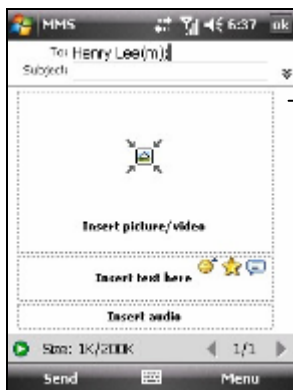 MMS 6:37 ok
To: Henry Lee(m);
Subject:
Insert picture/video
Insert text here
Insert audio
Size: 1K/200K 1/1
Send Menu